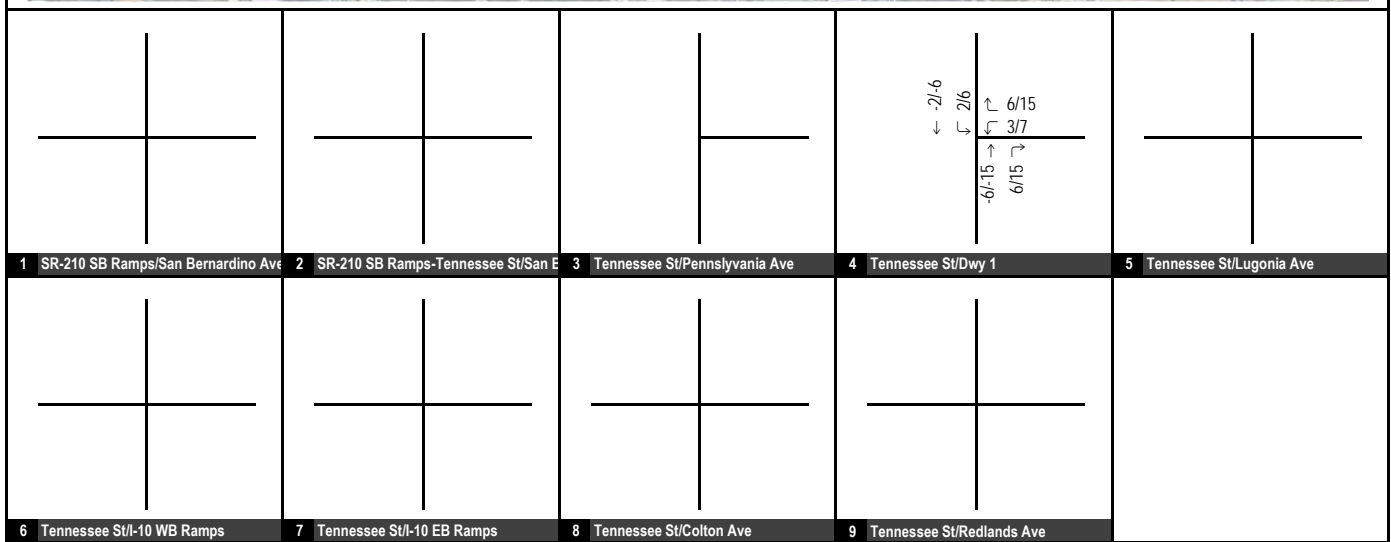 -2/-6
2/6
6/15
3/7
-6/-15
6/15
1 SR-210 SB Ramps/San Bernardino Ave
2 SR-210 SB Ramps-Tennessee St/San B
3 Tennessee St/Pennslyvania Ave
4 Tennessee St/Dwy 1
5 Tennessee St/Lugonia Ave
6 Tennessee St/I-10 WB Ramps
7 Tennessee St/I-10 EB Ramps
8 Tennessee St/Colton Ave
9 Tennessee St/Redlands Ave